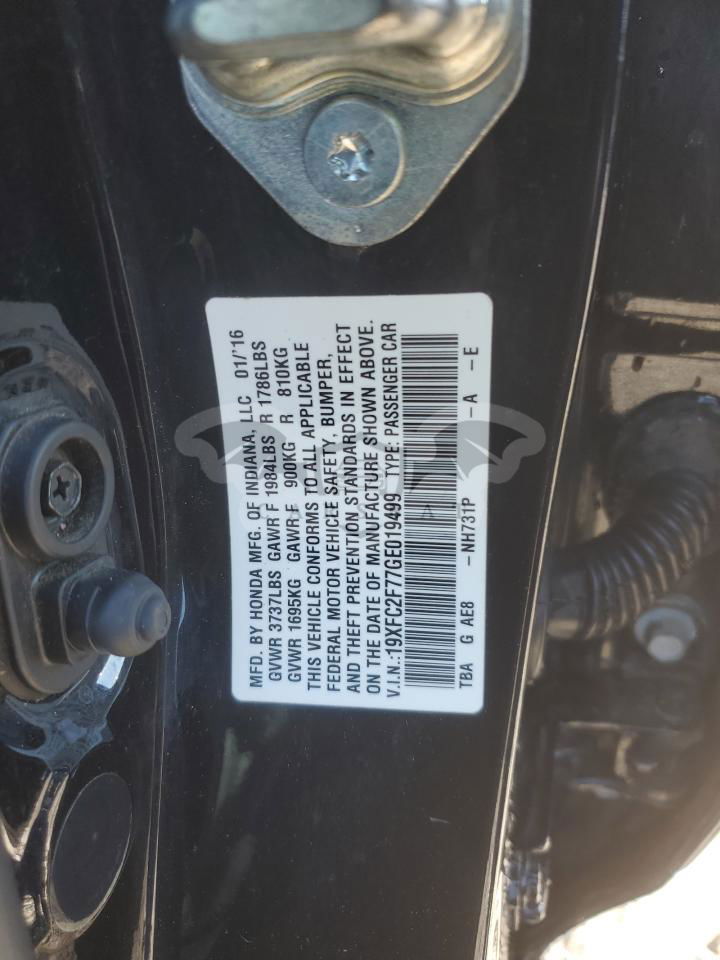 MFD. BY HONDA MFG. OF INDIANA, LLC 01/'16
GVWR 3737LBS GAWR F 1984LBS R 1786LBS
GVWR 1695KG GAWR F 900KG R 810KG
THIS VEHICLE CONFORMS TO ALL APPLICABLE
FEDERAL MOTOR VEHICLE SAFETY, BUMPER,
AND THEFT PREVENTION STANDARDS IN EFFECT
ON THE DATE OF MANUFACTURE SHOWN ABOVE.
V.I.N.:19XFC2F77GE019499 TYPE: PASSENGER CAR
A
TBA G AE8 -NH731P -A -E